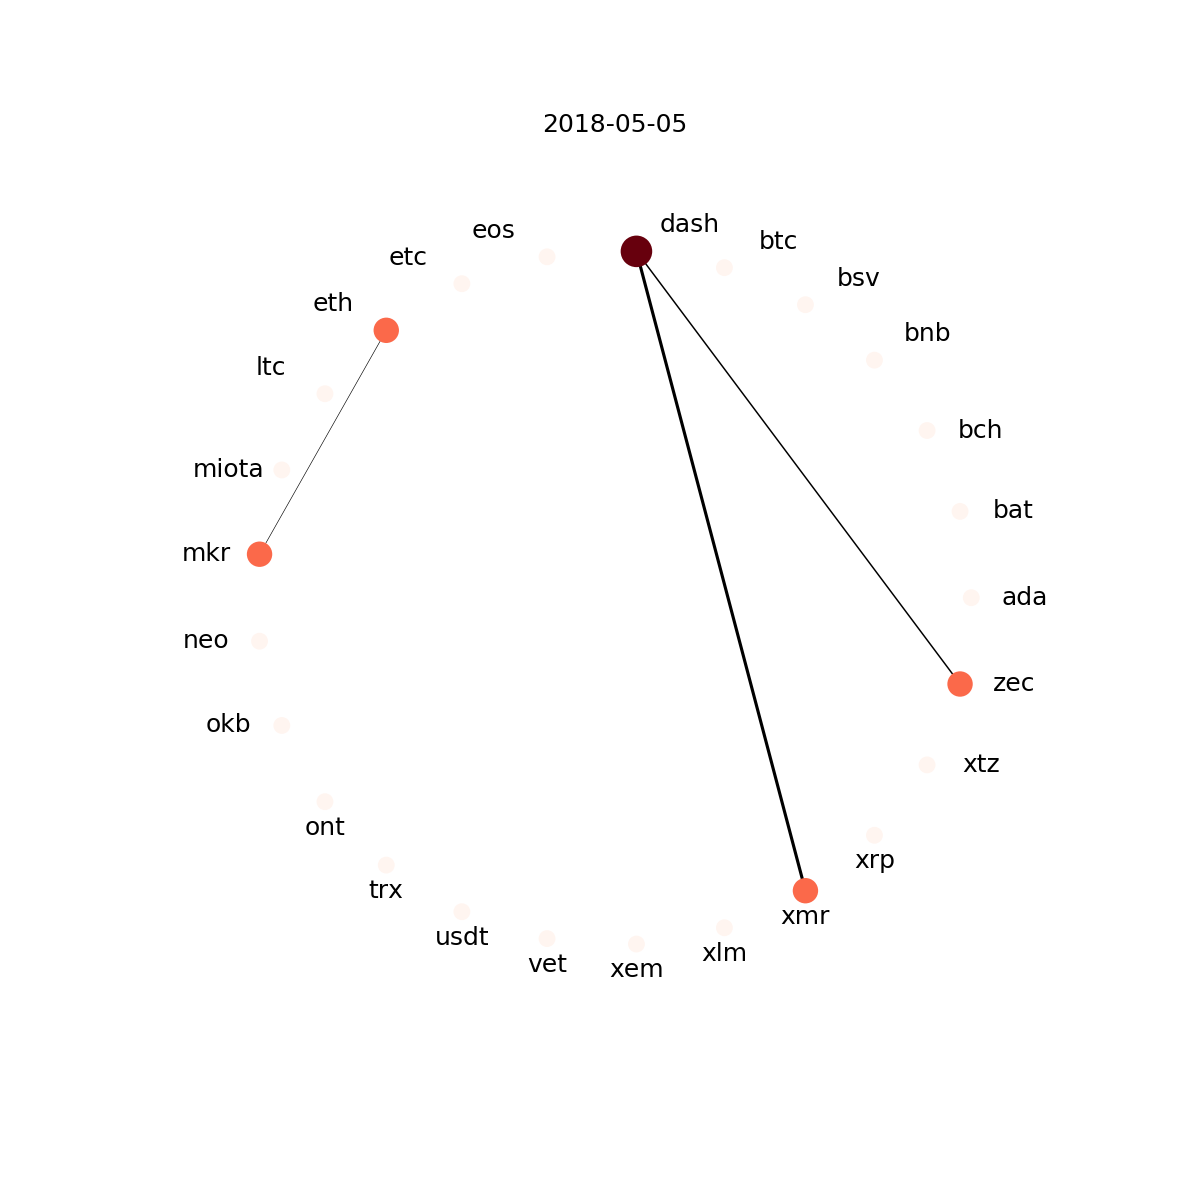 2018-05-05
dash
eos
btc
etc
bsv
eth
bnb
ltc
bch
miota
bat
mkr
ada
neo
zec
okb
xtz
ont
xrp
trx
xmr
usdt
xlm
vet
xem